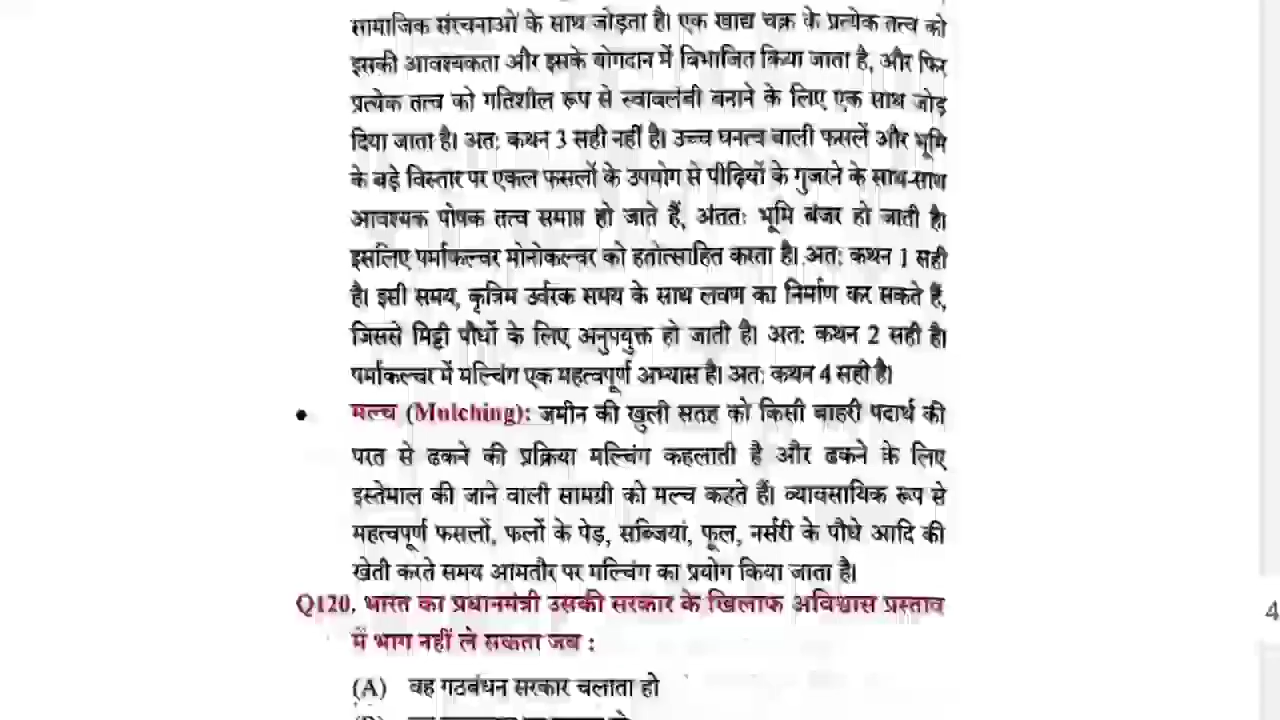 सामाजिक संरचनाओं के साथ जोड़ता है। एक खाद्य चक्र के प्रत्येक तत्व को
इसकी आवश्यकता और इसके योगदान में विभाजित किया जाता है, और फिर
प्रत्येक तत्व को गतिशील रूप से स्वावलंबी बनाने के लिए एक साथ जोड़
दिया जाता है। अत: कथन 3 सही नहीं है। उच्च घनत्व वाली फसलें और भूमि
के बड़े विस्तार पर एकल फसलों के उपयोग से पीढ़ियों के गुजरने के साथ-साथ
आवश्यक पोषक तत्व समाप्त हो जाते हैं, अंततः भूमि बंजर हो जाती है।
इसलिए पर्माकल्चर मोनोकल्चर को हतोत्साहित करता है। अत: कथन 1 सही
है। इसी समय, कृत्रिम उर्वरक समय के साथ लवण का निर्माण कर सकते हैं,
जिससे मिट्टी पौधों के लिए अनुपयुक्त हो जाती है। अत: कथन 2 सही है।
पर्माकल्चर में मल्चिंग एक महत्वपूर्ण अभ्यास है। अत: कथन 4 सही है।
• मल्च (Mulching): जमीन की खुली सतह को किसी बाहरी पदार्थ की
परत से ढकने की प्रक्रिया मल्चिंग कहलाती है और ढकने के लिए
इस्तेमाल की जाने वाली सामग्री को मल्च कहते हैं। व्यावसायिक रूप से
महत्वपूर्ण फसलों, फलों के पेड़, सब्जियां, फूल, नर्सरी के पौधे आदि की
खेती करते समय आमतौर पर मल्चिंग का प्रयोग किया जाता है।
Q120. भारत का प्रधानमंत्री उसकी सरकार के खिलाफ अविश्वास प्रस्ताव
में भाग नहीं ले सकता जब :
(A) वह गठबंधन सरकार चलाता हो
4